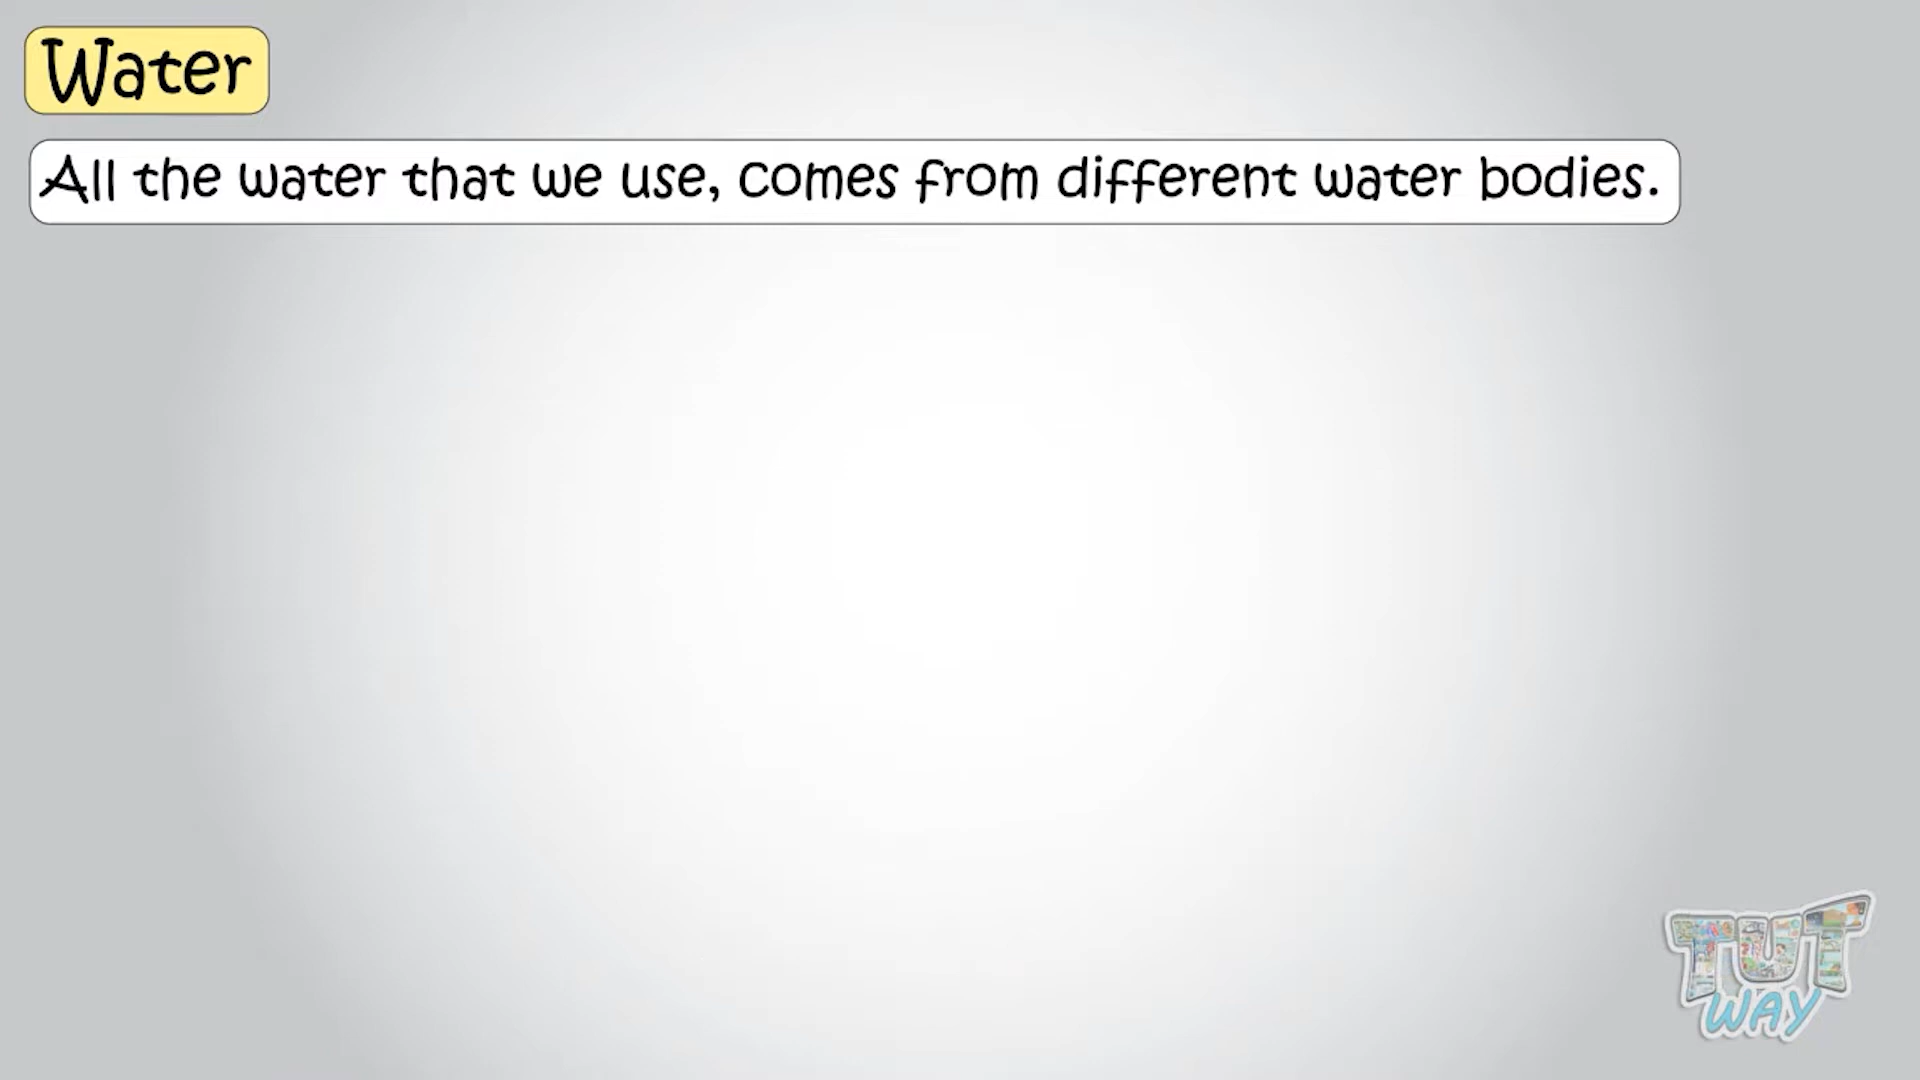 Water
All the water that we use, comes from different water bodies.
TUT
WAY